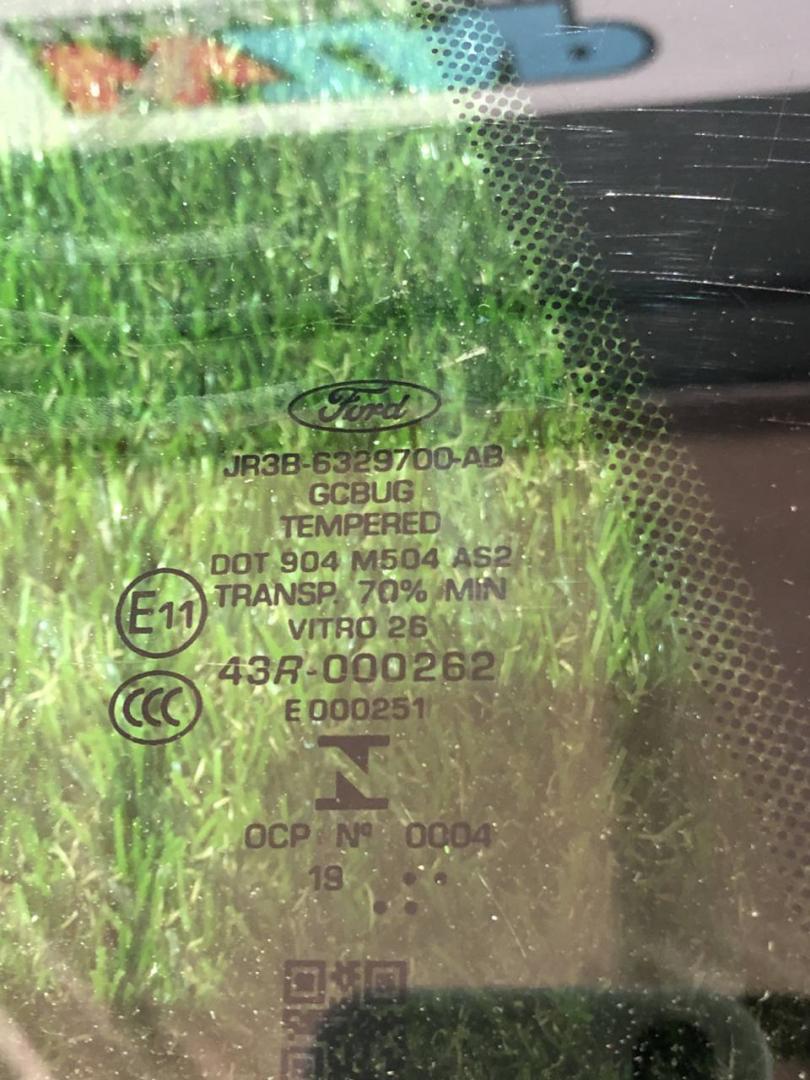 Ford
JR3B-6329700-AB
GCBUG
TEMPERED
DOT 904 M504 AS2
TRANSP. 70% MIN
VITRO 26
E11
43R-000262
CCC
E000251
OCP Nº 0004
19